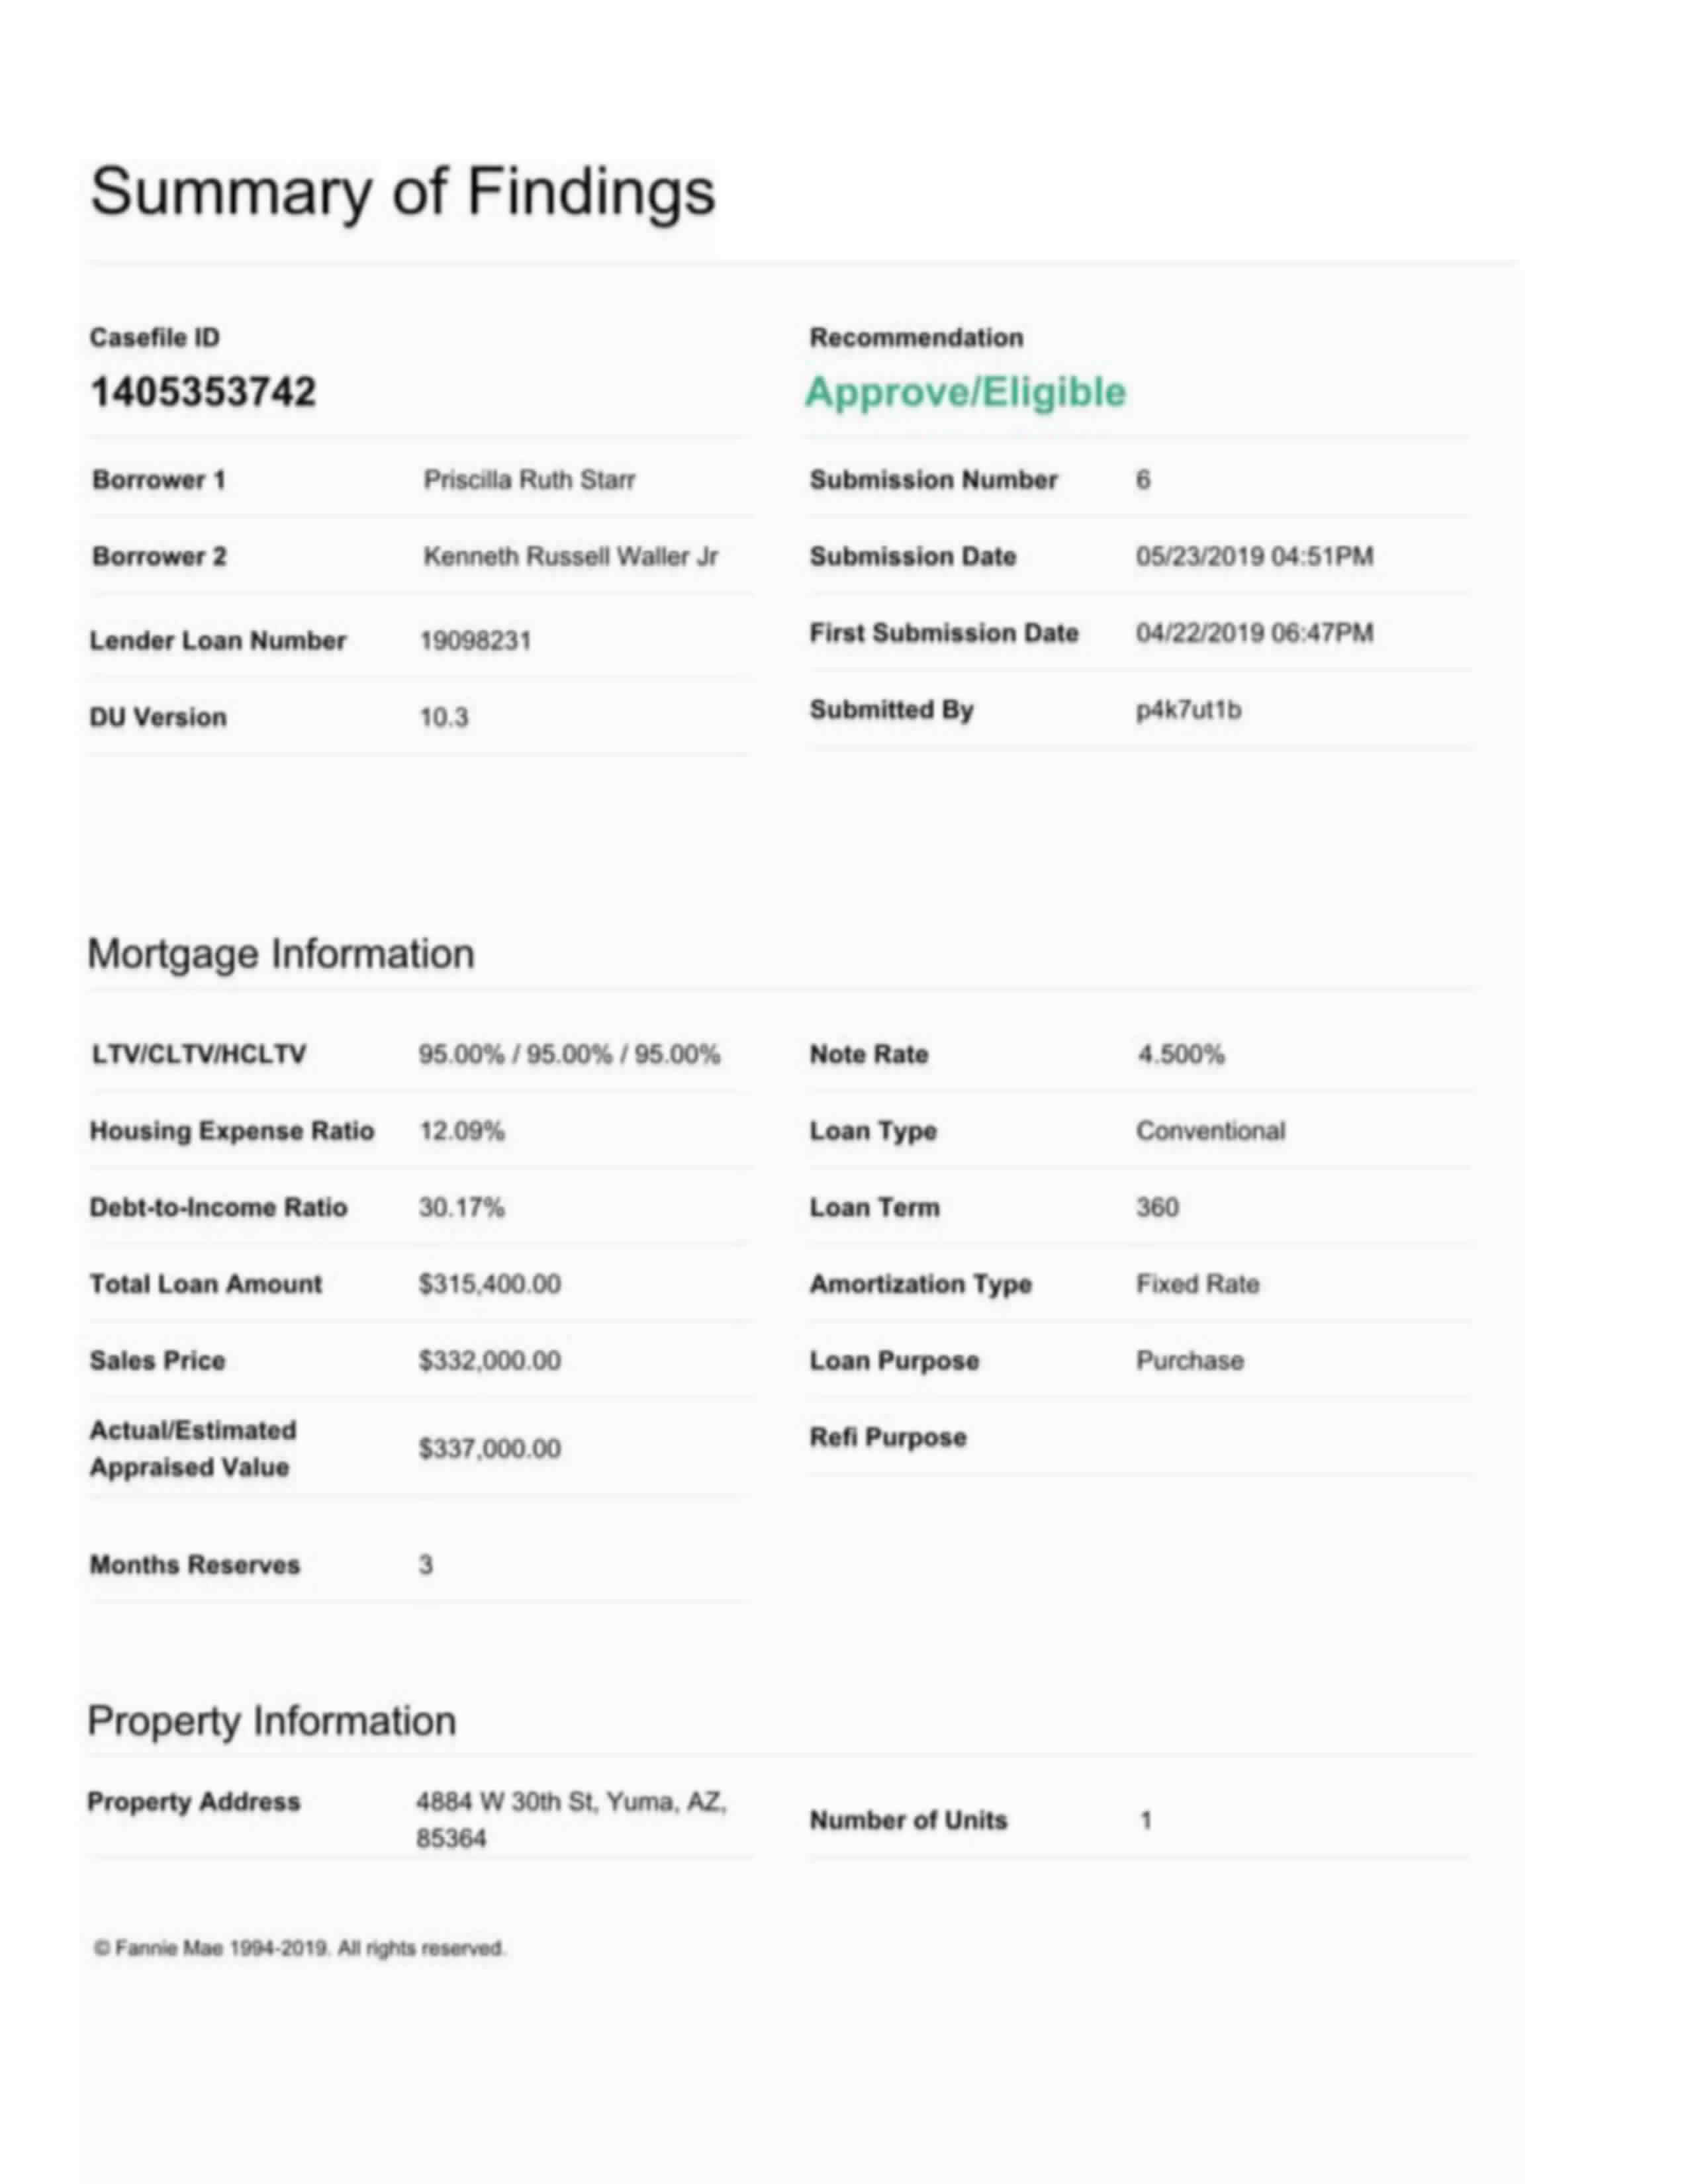 Summary of Findings
Casefile ID
1405353742
Recommendation
Approve/Eligible
Borrower 1 Priscilla Ruth Starr
Borrower 2 Kenneth Russell Waller Jr
Lender Loan Number 19098231
DU Version 10.3
Submission Number 6
Submission Date 05/23/2019 04:51PM
First Submission Date 04/22/2019 06:47PM
Submitted By p4k7ut1b
Mortgage Information
LTV/CLTV/HCLTV 95.00% / 95.00% / 95.00%
Housing Expense Ratio 12.09%
Debt-to-Income Ratio 30.17%
Total Loan Amount $315,400.00
Sales Price $332,000.00
Actual/Estimated
Appraised Value $337,000.00
Months Reserves 3
Note Rate 4.500%
Loan Type Conventional
Loan Term 360
Amortization Type Fixed Rate
Loan Purpose Purchase
Refi Purpose
Property Information
Property Address 4884 W 30th St, Yuma, AZ,
85364
Number of Units 1
© Fannie Mae 1994-2019. All rights reserved.